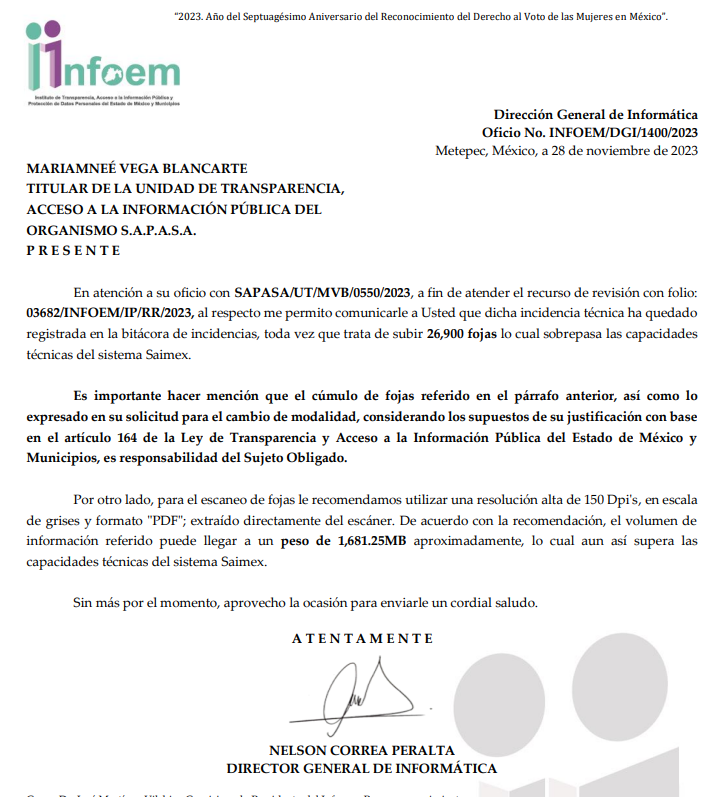 “2023. Año del Septuagésimo Aniversario del Reconocimiento del Derecho al Voto de las Mujeres en México”.
infoem
Instituto de Transparencia, Acceso a la Información Pública y
Protección de Datos Personales del Estado de México y Municipios
Dirección General de Informática
Oficio No. INFOEM/DGI/1400/2023
Metepec, México, a 28 de noviembre de 2023
MARIAMNEÉ VEGA BLANCARTE
TITULAR DE LA UNIDAD DE TRANSPARENCIA,
ACCESO A LA INFORMACIÓN PÚBLICA DEL
ORGANISMO S.A.P.A.S.A.
P R E S E N T E
En atención a su oficio con SAPASA/UT/MVB/0550/2023, a fin de atender el recurso de revisión con folio:
03682/INFOEM/IP/RR/2023, al respecto me permito comunicarle a Usted que dicha incidencia técnica ha quedado
registrada en la bitácora de incidencias, toda vez que trata de subir 26,900 fojas lo cual sobrepasa las capacidades
técnicas del sistema Saimex.
Es importante hacer mención que el cúmulo de fojas referido en el párrafo anterior, así como lo
expresado en su solicitud para el cambio de modalidad, considerando los supuestos de su justificación con base
en el artículo 164 de la Ley de Transparencia y Acceso a la Información Pública del Estado de México y
Municipios, es responsabilidad del Sujeto Obligado.
Por otro lado, para el escaneo de fojas le recomendamos utilizar una resolución alta de 150 Dpi's, en escala
de grises y formato "PDF"; extraído directamente del escáner. De acuerdo con la recomendación, el volumen de
información referido puede llegar a un peso de 1,681.25MB aproximadamente, lo cual aun así supera las
capacidades técnicas del sistema Saimex.
Sin más por el momento, aprovecho la ocasión para enviarle un cordial saludo.
A T E N T A M E N T E
NELSON CORREA PERALTA
DIRECTOR GENERAL DE INFORMÁTICA